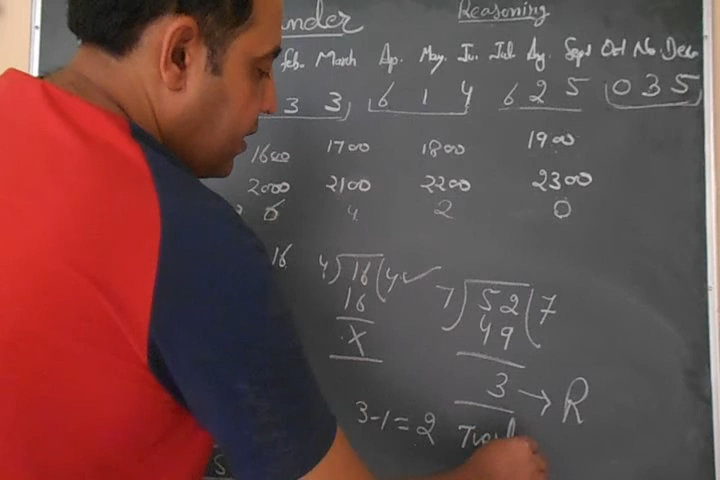 Reasoning
Feb. March Ap. May. Ju. Jul Ag. Sept Oct No. Dec.
3 3 6 1 4 6 2 5 0 3 5
1600 1700 1800 1900
2000 2100 2200 2300
6 4 2 0
16 4)16(4 ✓ 7)52(7
16 49
X 3 → R
3-1=2